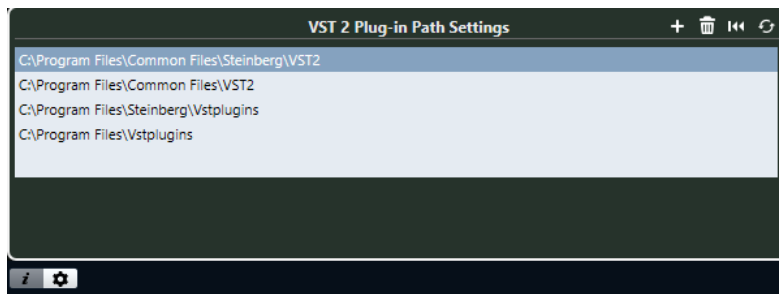 VST 2 Plug-in Path Settings
C:\Program Files\Common Files\Steinberg\VST2
C:\Program Files\Common Files\VST2
C:\Program Files\Steinberg\Vstplugins
C:\Program Files\Vstplugins
i